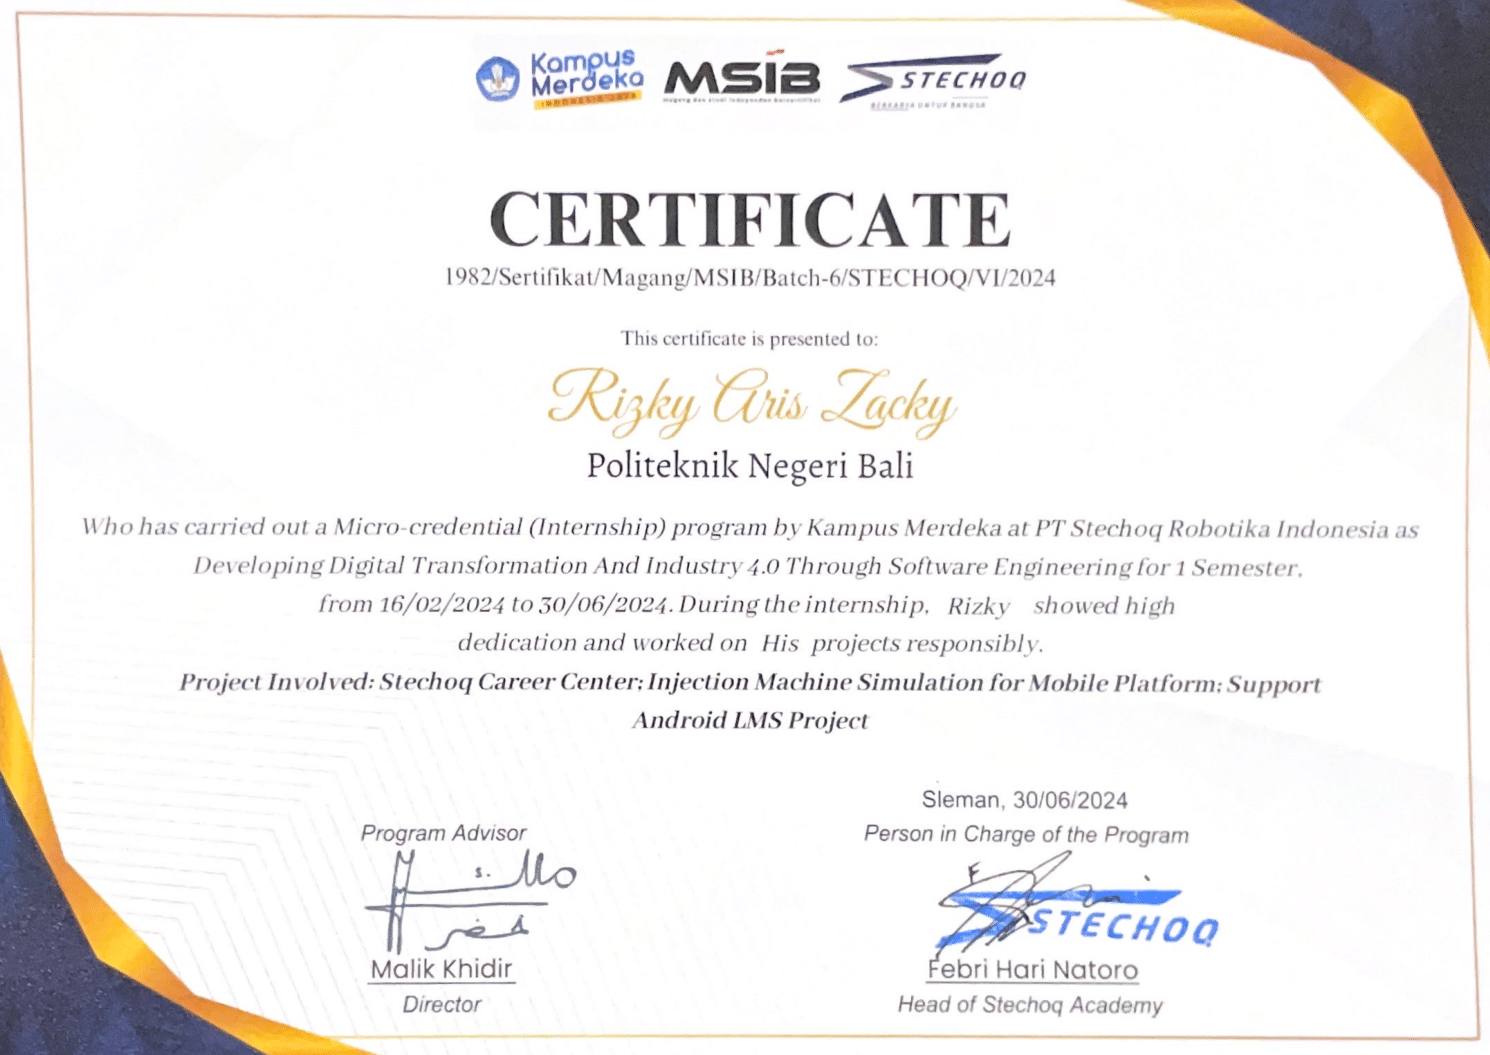 Kampus
Merdeka
INDONESIA JAYA
MSIB
magang dan studi independen bersertifikat
STECHOQ
BERKARYA UNTUK BANGSA
CERTIFICATE
1982/Sertifikat/Magang/MSIB/Batch-6/STECHOQ/VI/2024
This certificate is presented to:
Rizky Aris Zacky
Politeknik Negeri Bali
Who has carried out a Micro-credential (Internship) program by Kampus Merdeka at PT Stechoq Robotika Indonesia as
Developing Digital Transformation And Industry 4.0 Through Software Engineering for 1 Semester,
from 16/02/2024 to 30/06/2024. During the internship, Rizky showed high
dedication and worked on His projects responsibly.
Project Involved: Stechoq Career Center; Injection Machine Simulation for Mobile Platform; Support
Android LMS Project
Sleman, 30/06/2024
Program Advisor
Person in Charge of the Program
STECHOQ
Malik Khidir
Febri Hari Natoro
Director
Head of Stechoq Academy